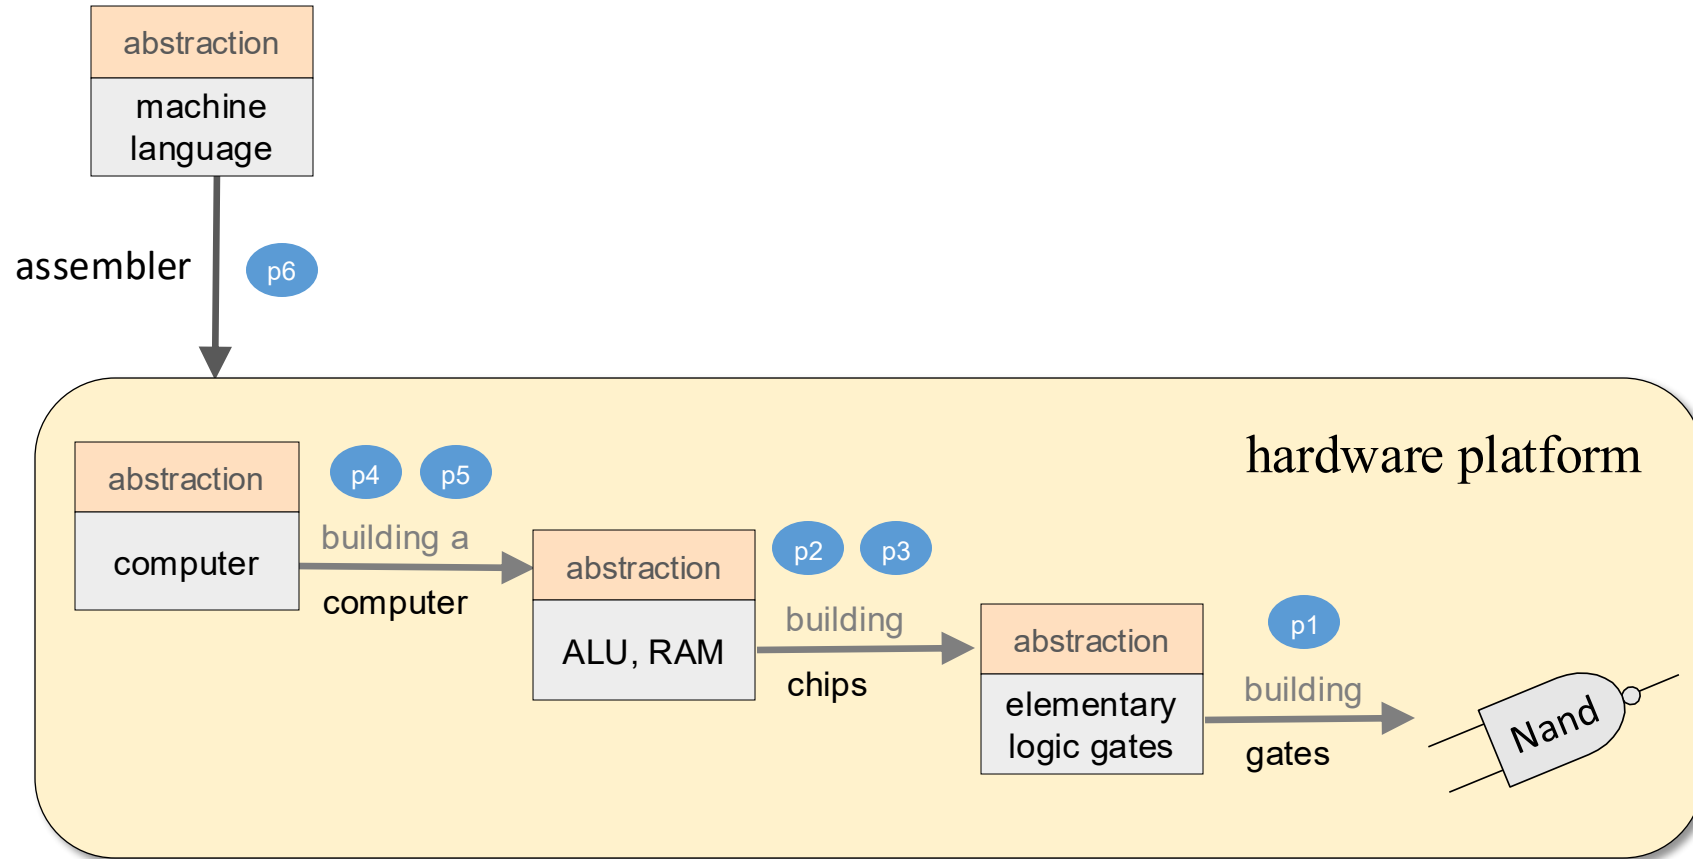 abstraction
machine
language
assembler
p6
hardware platform
abstraction
computer
p4
p5
building a
computer
abstraction
ALU, RAM
p2
p3
building
chips
abstraction
elementary
logic gates
p1
building
gates
Nand